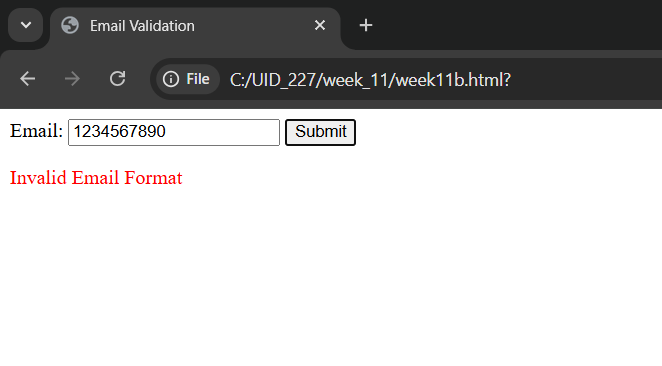 Email Validation
File C:/UID_227/week_11/week11b.html?
Email: 1234567890 Submit
Invalid Email Format